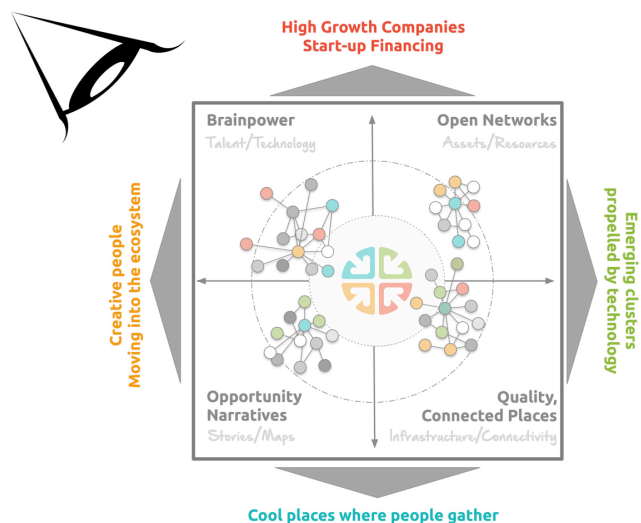 High Growth Companies
Start-up Financing
Brainpower
Talent/Technology
Open Networks
Assets/Resources
Creative people
Moving into the ecosystem
Emerging clusters
propelled by technology
Opportunity
Narratives
Stories/Maps
Quality,
Connected Places
Infrastructure/Connectivity
Cool places where people gather